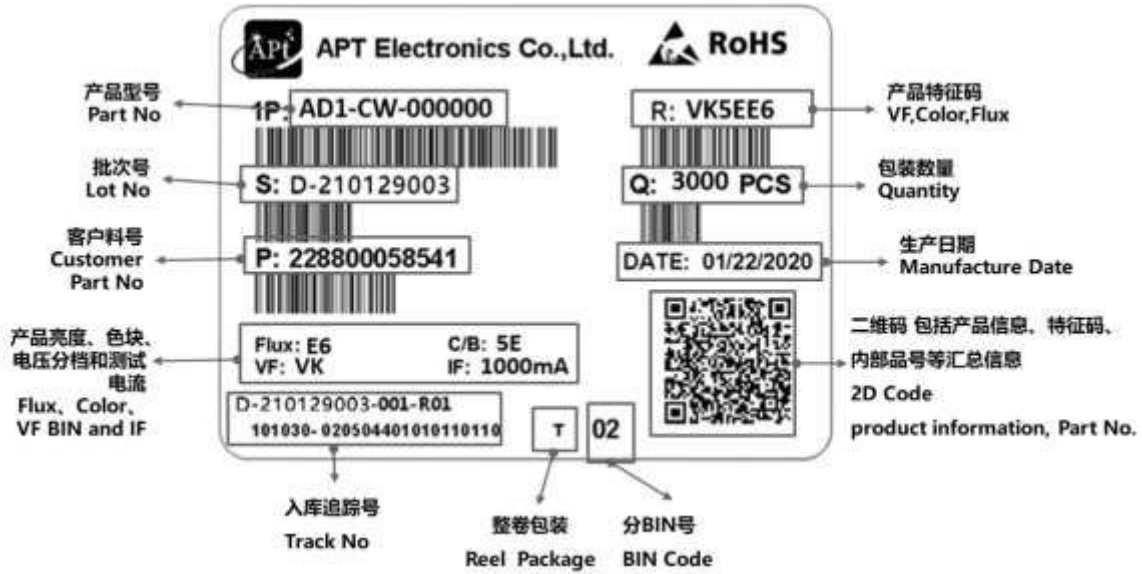 APT
APT Electronics Co.,Ltd.
RoHS
产品型号
Part No
1P: AD1-CW-000000
R: VK5EE6
产品特征码
VF,Color,Flux
批次号
Lot No
S: D-210129003
Q: 3000 PCS
包装数量
Quantity
客户料号
Customer
Part No
P: 228800058541
DATE: 01/22/2020
生产日期
Manufacture Date
产品亮度、色块、
电压分档和测试
电流
Flux、Color、
VF BIN and IF
Flux: E6
C/B: 5E
VF: VK
IF: 1000mA
二维码 包括产品信息、特征码、
内部品号等汇总信息
2D Code
product information, Part No.
D-210129003-001-R01
101030-020504401010110110
T
02
入库追踪号
Track No
整卷包装
Reel Package
分BIN号
BIN Code